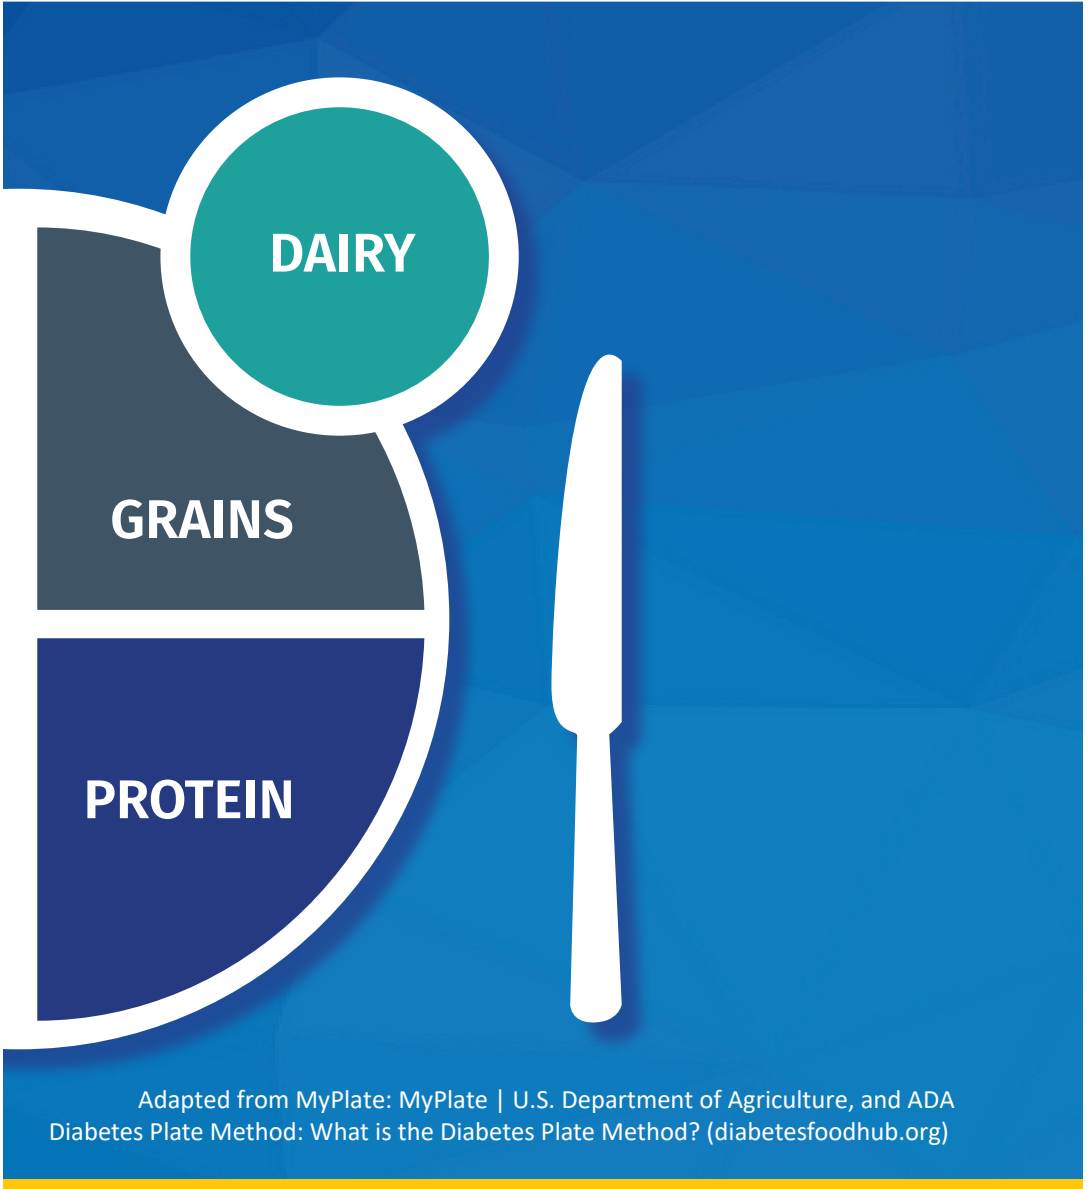 DAIRY
GRAINS
PROTEIN
Adapted from MyPlate: MyPlate | U.S. Department of Agriculture, and ADA
Diabetes Plate Method: What is the Diabetes Plate Method? (diabetesfoodhub.org)